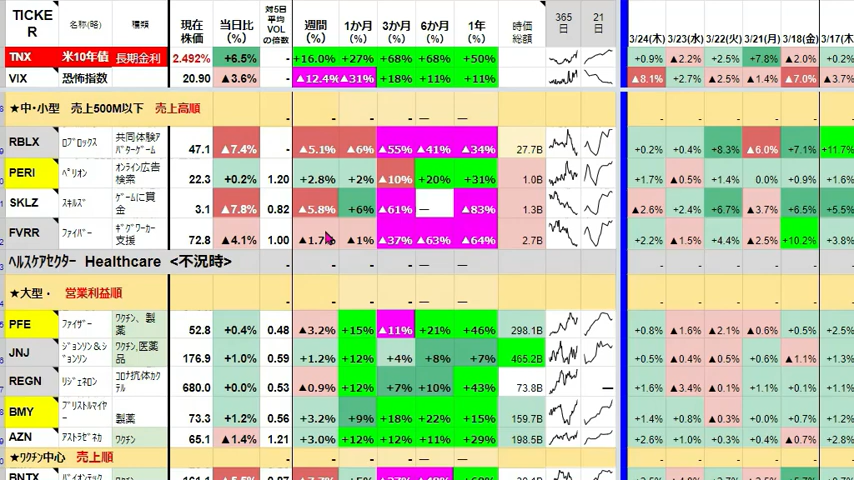 TICKER 名称(略) 種類 現在株価 当日比(%) 対5日平均VOLの倍数 週間(%) 1か月(%) 3か月(%) 6か月(%) 1年(%) 時価総額 365日 21日 3/24(木) 3/23(水) 3/22(火) 3/21(月) 3/18(金) 3/17(木)
TNX 米10年債 長期金利 2.492% +6.5% - +16.0% +27% +68% +68% +50% +0.9% ▲2.2% +2.5% +7.8% ▲2.0% +0.2%
VIX 恐怖指数 20.90 ▲3.6% - ▲12.4% ▲31% +18% +11% +11% ▲8.1% +2.7% ▲2.5% ▲1.4% ▲7.0% ▲3.7
★中・小型 売上500M以下 売上高順
RBLX ロブロックス 共同体験アバターゲーム 47.1 ▲7.4% - ▲5.1% ▲6% ▲55% ▲41% ▲34% 27.7B +0.2% +0.4% +8.3% ▲6.0% +7.1% +11.7%
PERI ペリオン オンライン広告検索 22.3 +0.2% 1.20 +2.8% +2% ▲10% +20% +31% 1.0B +1.7% ▲0.5% +1.4% 0.0% +0.9% +1.6%
SKLZ スキルズ ゲームに賞金 3.1 ▲7.8% 0.82 ▲5.8% +6% ▲61% — ▲83% 1.3B ▲2.6% +2.4% +6.7% ▲3.7% +6.5% +5.5%
FVRR ファイバー ギグワーカー支援 72.8 ▲4.1% 1.00 ▲1.7% ▲1% ▲37% ▲63% ▲64% 2.7B +2.2% ▲1.5% +4.4% ▲2.5% +10.2% +3.8%
ヘルスケアセクター Healthcare <不況時>
★大型・ 営業利益順
PFE ファイザー ワクチン、製薬 52.8 +0.4% 0.48 ▲3.2% +15% ▲11% +21% +46% 298.1B +0.8% ▲1.6% ▲2.1% ▲0.6% +0.5% +2.5%
JNJ ジョンソン&ジョンソン ワクチン,医薬品 176.9 +1.0% 0.59 +1.2% +12% +4% +8% +7% 465.2B +0.5% ▲0.4% ▲0.5% +0.6% ▲1.1% +1.3%
REGN リジェネロン コロナ抗体カクテル 680.0 +0.0% 0.53 ▲0.9% +12% +7% +10% +43% 73.8B +1.6% ▲3.4% ▲0.1% +1.1% +0.1% +1.1%
BMY ブリストルマイヤー 製薬 73.3 +1.2% 0.56 +3.2% +9% +18% +22% +15% 159.7B +1.4% +0.8% ▲0.3% +0.0% +0.7% +1.2%
AZN アストラゼネカ ワクチン 65.1 ▲1.4% 1.21 +3.0% +12% +12% +11% +29% 198.5B +2.6% +1.0% +0.3% +0.4% ▲0.7% +2.8%
★ワクチン中心 売上順
BNTX バイオンテック ワクチン